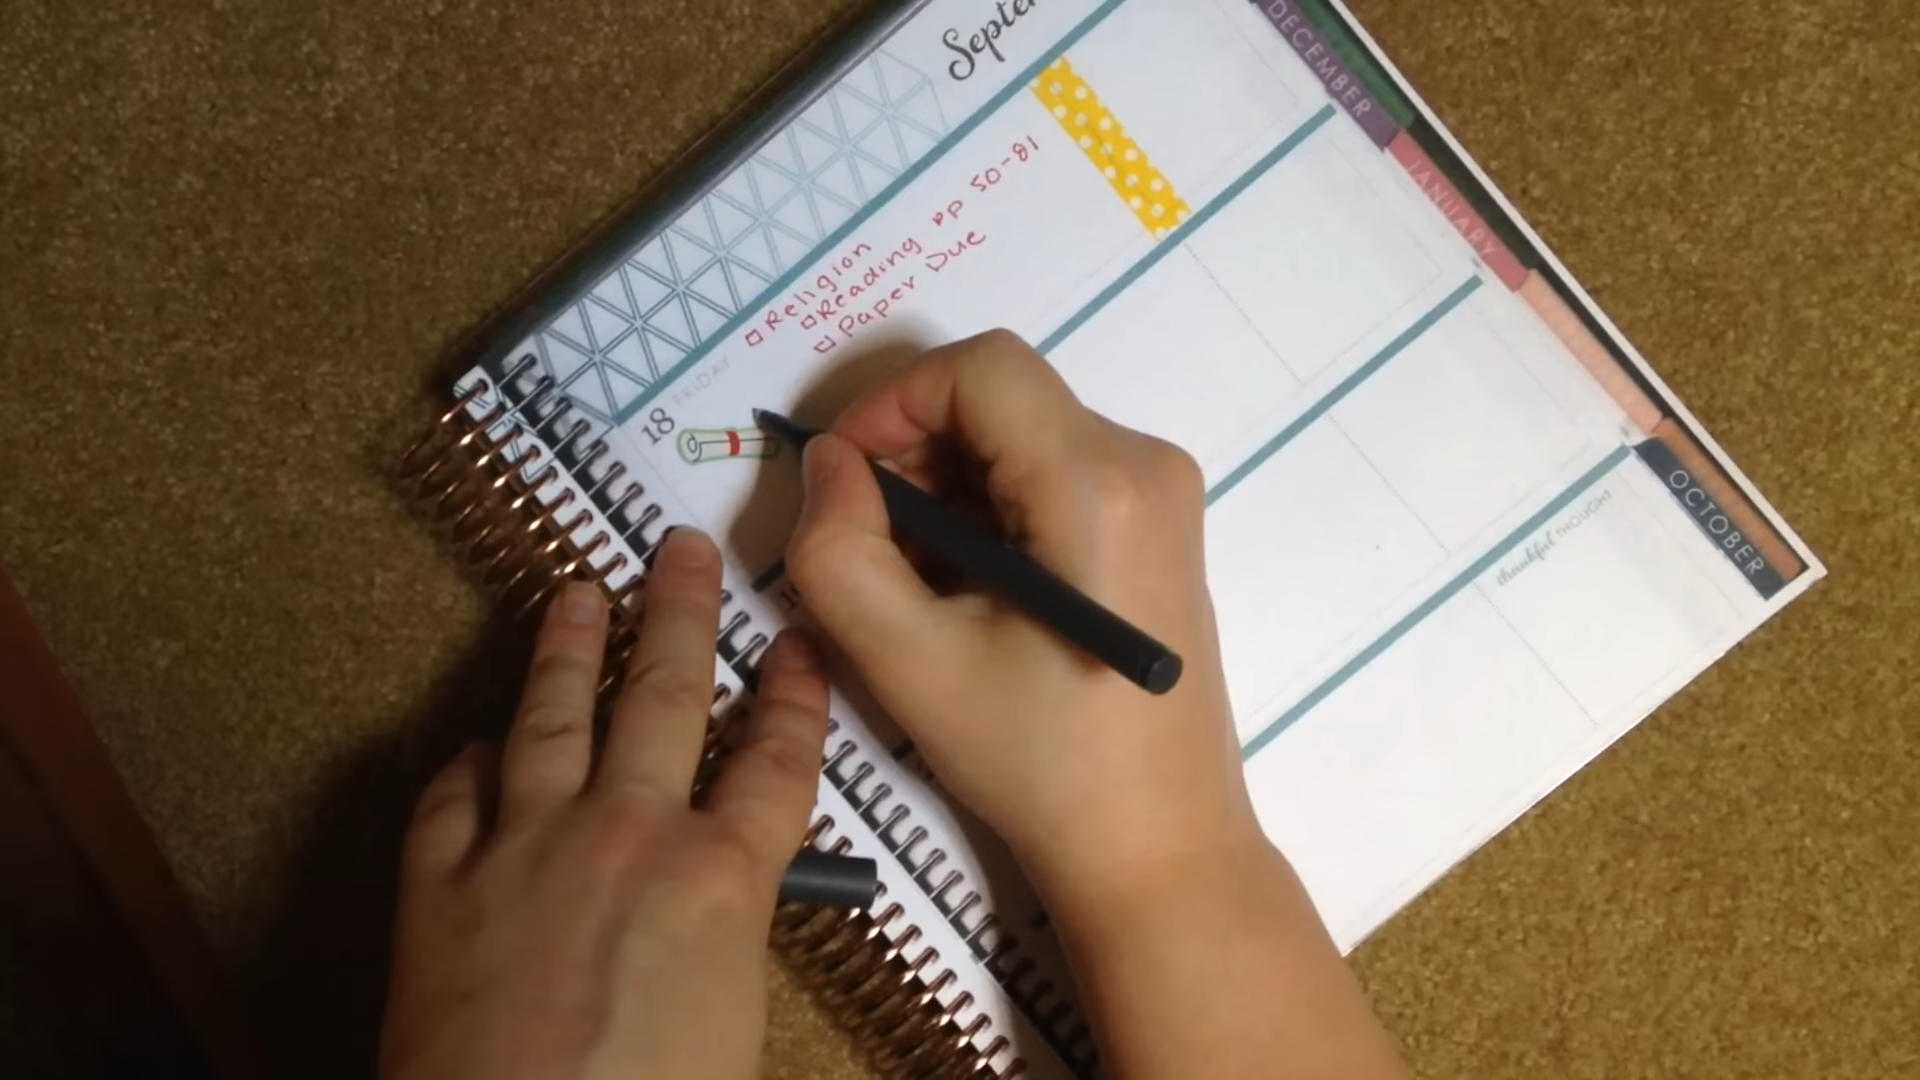 Septe
DECEMBER
JANUARY
Religion
Reading pp 50-81
Paper Due
FRIDAY
18
OCTOBER
thankful THOUGHT